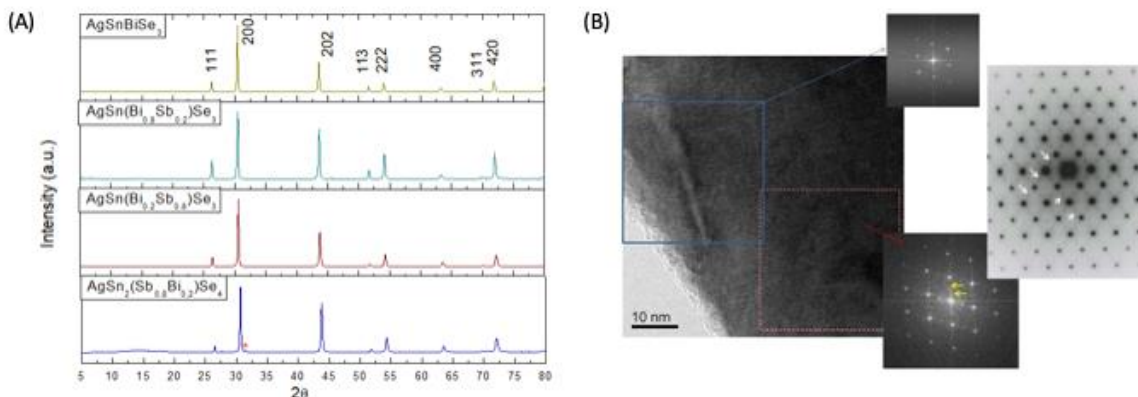 (A)
AgSnBiSe₃
111
200
202
113
222
400
311
420
AgSn(Bi₀.₈Sb₀.₂)Se₃
AgSn(Bi₀.₂Sb₀.₈)Se₃
AgSn₂(Sb₀.₈Bi₀.₂)Se₄
*
Intensity (a.u.)
5 10 15 20 25 30 35 40 45 50 55 60 65 70 75 80
2θ
(B)
10 nm